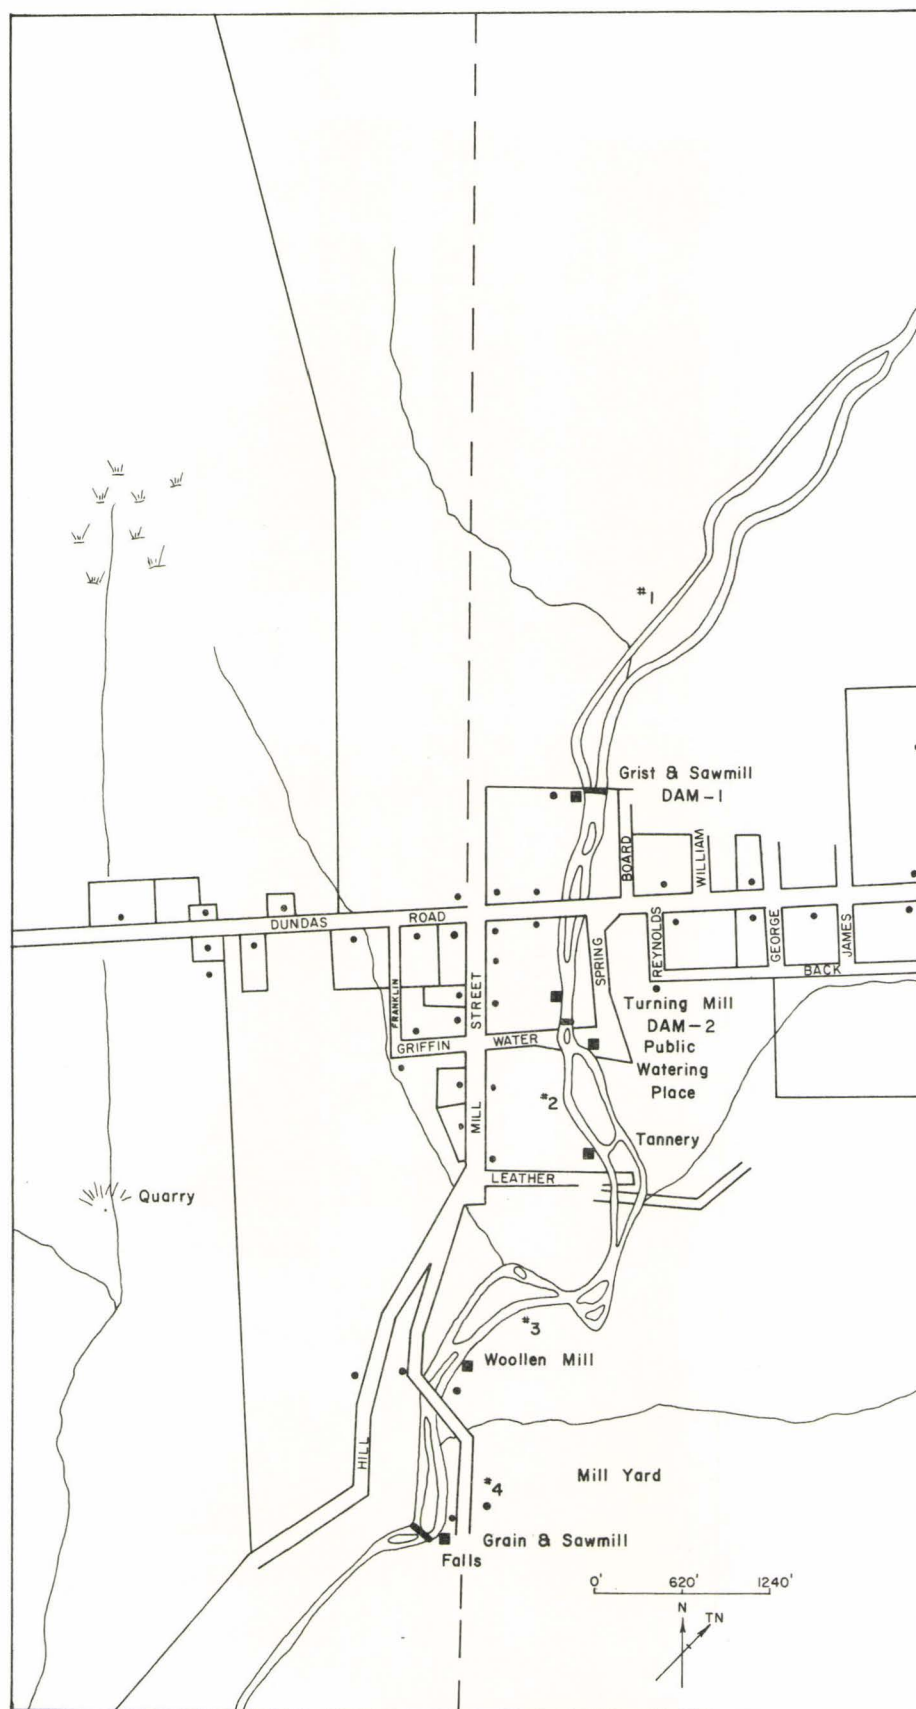 #1
Grist & Sawmill
DAM-1
BOARD
WILLIAM
DUNDAS
ROAD
REYNOLDS
GEORGE
JAMES
BACK
SPRING
FRANKLIN
STREET
GRIFFIN
WATER
Turning Mill
DAM-2
Public
Watering
Place
#2
MILL
Tannery
LEATHER
Quarry
#3
Woollen Mill
HILL
#4
Mill Yard
Grain & Sawmill
Falls
0' 620' 1240'
N
TN